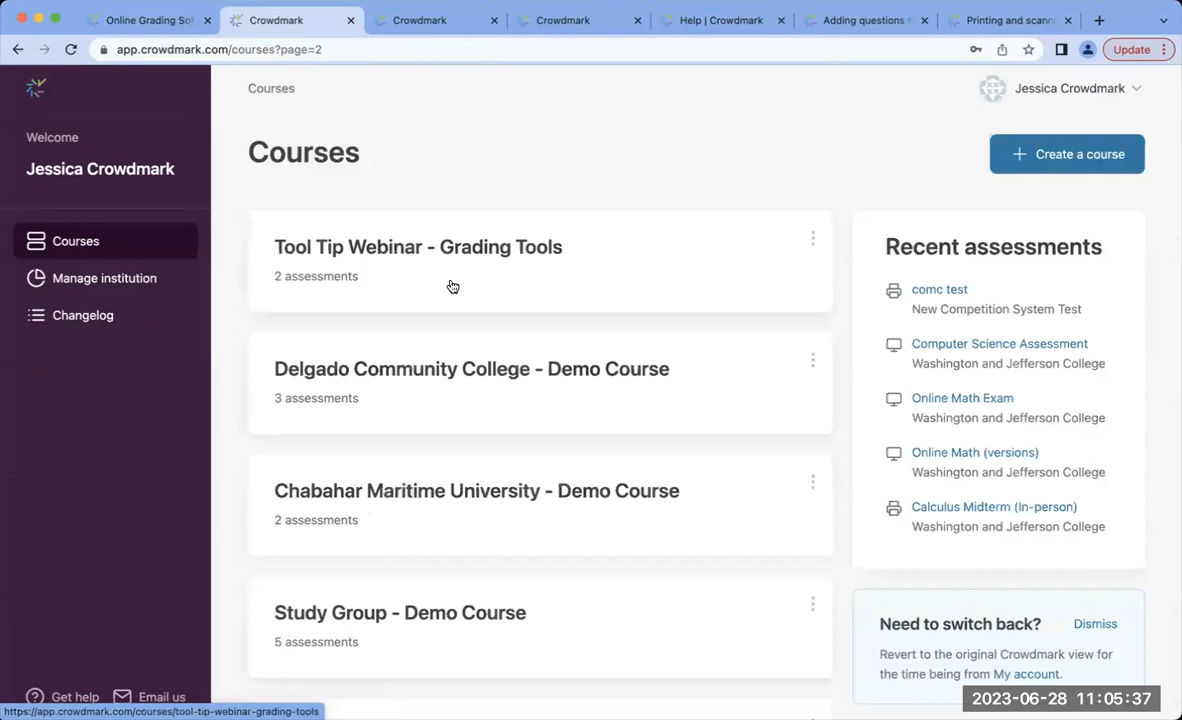 Online Grading Sof
Crowdmark
Crowdmark
Crowdmark
Help | Crowdmark
Adding questions t
Printing and scanni
app.crowdmark.com/courses?page=2
Update
Courses
Jessica Crowdmark
Welcome
Jessica Crowdmark
Courses
Manage institution
Changelog
Get help
Email us
Courses
Create a course
Tool Tip Webinar - Grading Tools
2 assessments
Delgado Community College - Demo Course
3 assessments
Chabahar Maritime University - Demo Course
2 assessments
Study Group - Demo Course
5 assessments
Recent assessments
comc test
New Competition System Test
Computer Science Assessment
Washington and Jefferson College
Online Math Exam
Washington and Jefferson College
Online Math (versions)
Washington and Jefferson College
Calculus Midterm (In-person)
Washington and Jefferson College
Need to switch back?
Dismiss
Revert to the original Crowdmark view for
the time being from My account.
2023-06-28 11:05:37
https://app.crowdmark.com/courses/tool-tip-webinar-grading-tools